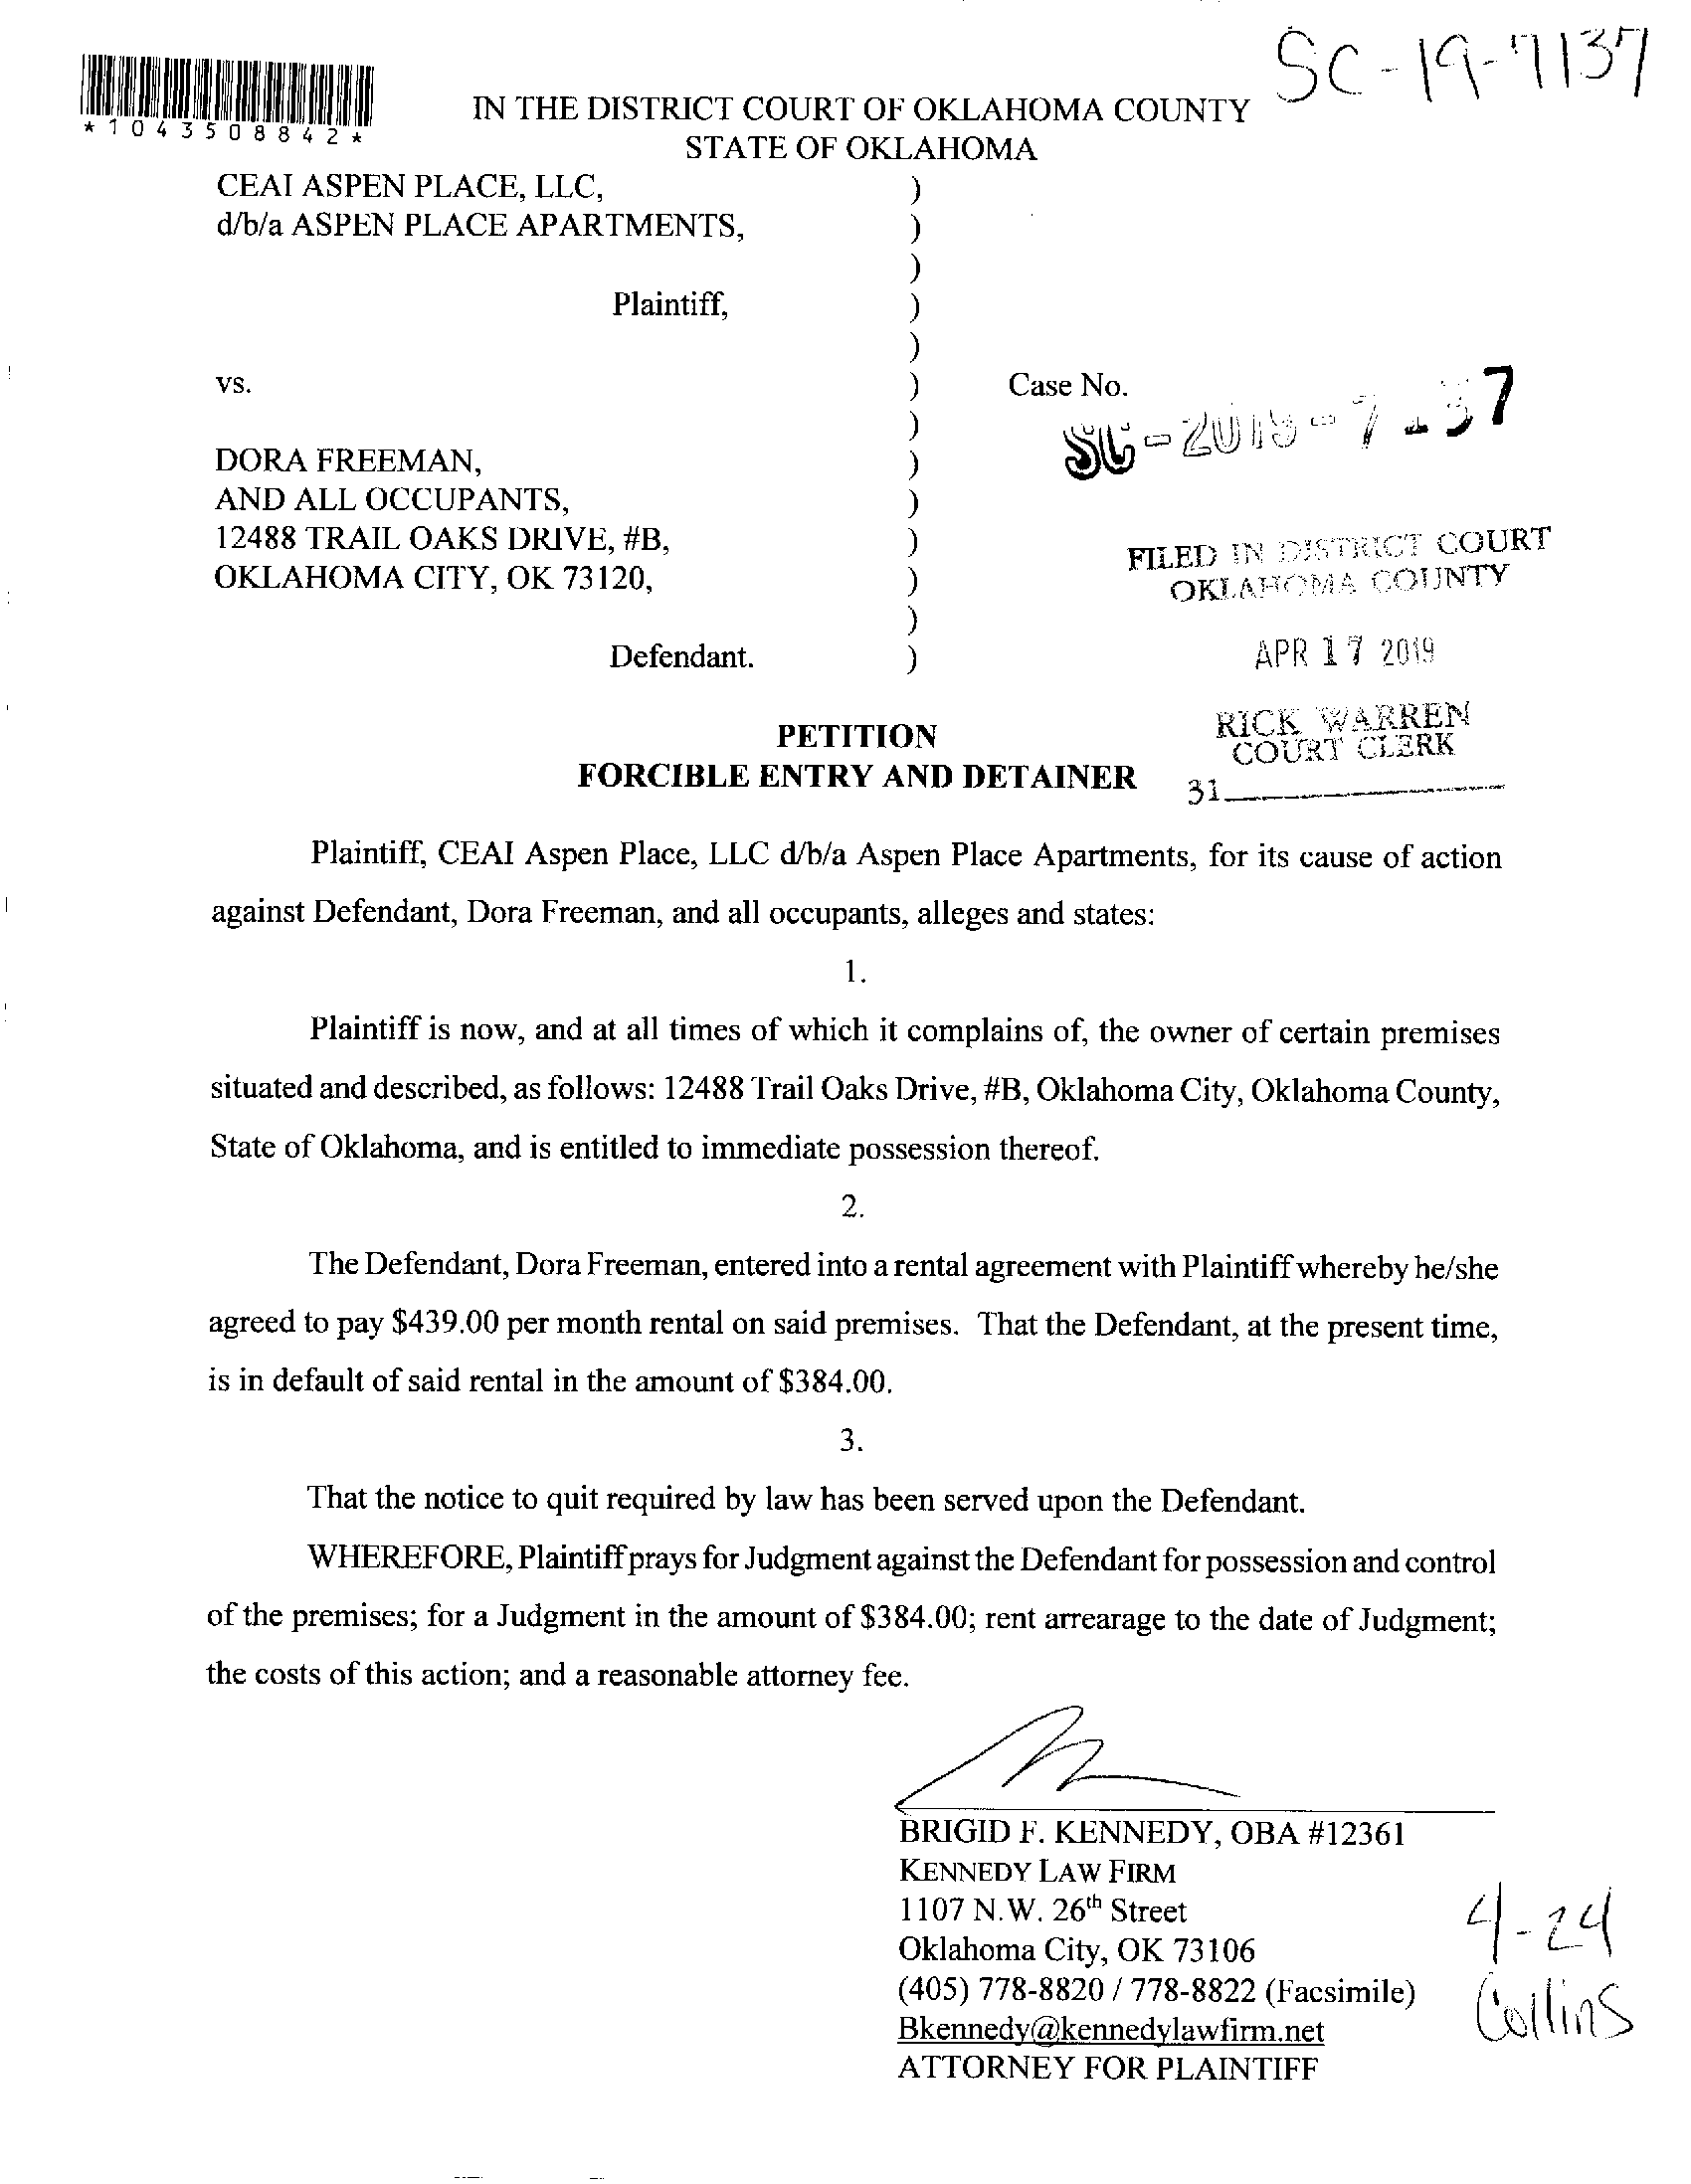 SC-19-7137
*1043508842*
IN THE DISTRICT COURT OF OKLAHOMA COUNTY
STATE OF OKLAHOMA
CEAI ASPEN PLACE, LLC, )
d/b/a ASPEN PLACE APARTMENTS, )
)
Plaintiff, )
)
vs. ) Case No.
)
DORA FREEMAN, )
AND ALL OCCUPANTS, )
12488 TRAIL OAKS DRIVE, #B, )
OKLAHOMA CITY, OK 73120, )
)
Defendant. )
FILED IN DISTRICT COURT
OKLAHOMA COUNTY
APR 17 2019
RICK WARREN
COURT CLERK
31
PETITION
FORCIBLE ENTRY AND DETAINER
Plaintiff, CEAI Aspen Place, LLC d/b/a Aspen Place Apartments, for its cause of action
against Defendant, Dora Freeman, and all occupants, alleges and states:
1.
Plaintiff is now, and at all times of which it complains of, the owner of certain premises
situated and described, as follows: 12488 Trail Oaks Drive, #B, Oklahoma City, Oklahoma County,
State of Oklahoma, and is entitled to immediate possession thereof.
2.
The Defendant, Dora Freeman, entered into a rental agreement with Plaintiff whereby he/she
agreed to pay $439.00 per month rental on said premises. That the Defendant, at the present time,
is in default of said rental in the amount of $384.00.
3.
That the notice to quit required by law has been served upon the Defendant.
WHEREFORE, Plaintiff prays for Judgment against the Defendant for possession and control
of the premises; for a Judgment in the amount of $384.00; rent arrearage to the date of Judgment;
the costs of this action; and a reasonable attorney fee.
BRIGID F. KENNEDY, OBA #12361
KENNEDY LAW FIRM
1107 N.W. 26th Street
Oklahoma City, OK 73106
(405) 778-8820 / 778-8822 (Facsimile)
Bkennedy@kennedylawfirm.net
ATTORNEY FOR PLAINTIFF
4-24
Collins